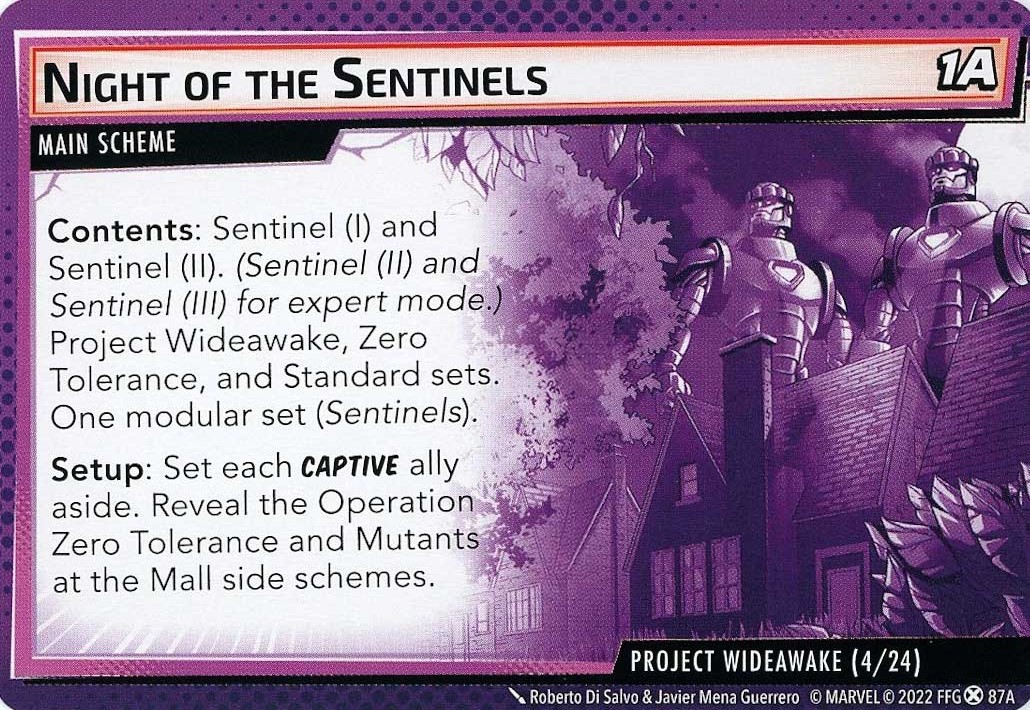 NIGHT OF THE SENTINELS
1A
MAIN SCHEME
Contents: Sentinel (I) and
Sentinel (II). (Sentinel (II) and
Sentinel (III) for expert mode.)
Project Wideawake, Zero
Tolerance, and Standard sets.
One modular set (Sentinels).
Setup: Set each CAPTIVE ally
aside. Reveal the Operation
Zero Tolerance and Mutants
at the Mall side schemes.
PROJECT WIDEAWAKE (4/24)
Roberto Di Salvo & Javier Mena Guerrero © MARVEL © 2022 FFG 87A